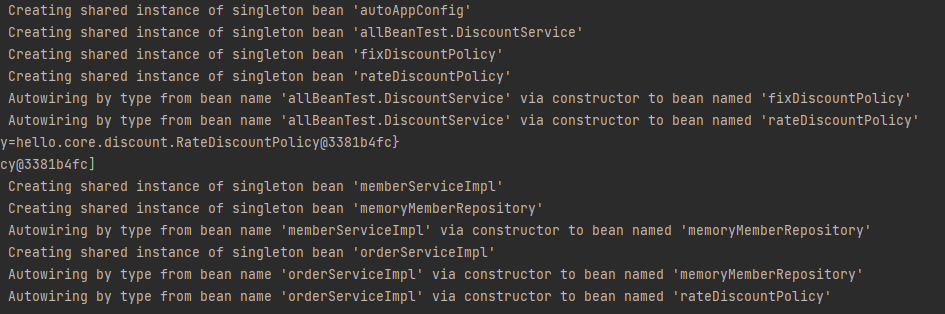 Creating shared instance of singleton bean 'autoAppConfig'
Creating shared instance of singleton bean 'allBeanTest.DiscountService'
Creating shared instance of singleton bean 'fixDiscountPolicy'
Creating shared instance of singleton bean 'rateDiscountPolicy'
Autowiring by type from bean name 'allBeanTest.DiscountService' via constructor to bean named 'fixDiscountPolicy'
Autowiring by type from bean name 'allBeanTest.DiscountService' via constructor to bean named 'rateDiscountPolicy'
y=hello.core.discount.RateDiscountPolicy@3381b4fc}
cy@3381b4fc]
Creating shared instance of singleton bean 'memberServiceImpl'
Creating shared instance of singleton bean 'memoryMemberRepository'
Autowiring by type from bean name 'memberServiceImpl' via constructor to bean named 'memoryMemberRepository'
Creating shared instance of singleton bean 'orderServiceImpl'
Autowiring by type from bean name 'orderServiceImpl' via constructor to bean named 'memoryMemberRepository'
Autowiring by type from bean name 'orderServiceImpl' via constructor to bean named 'rateDiscountPolicy'